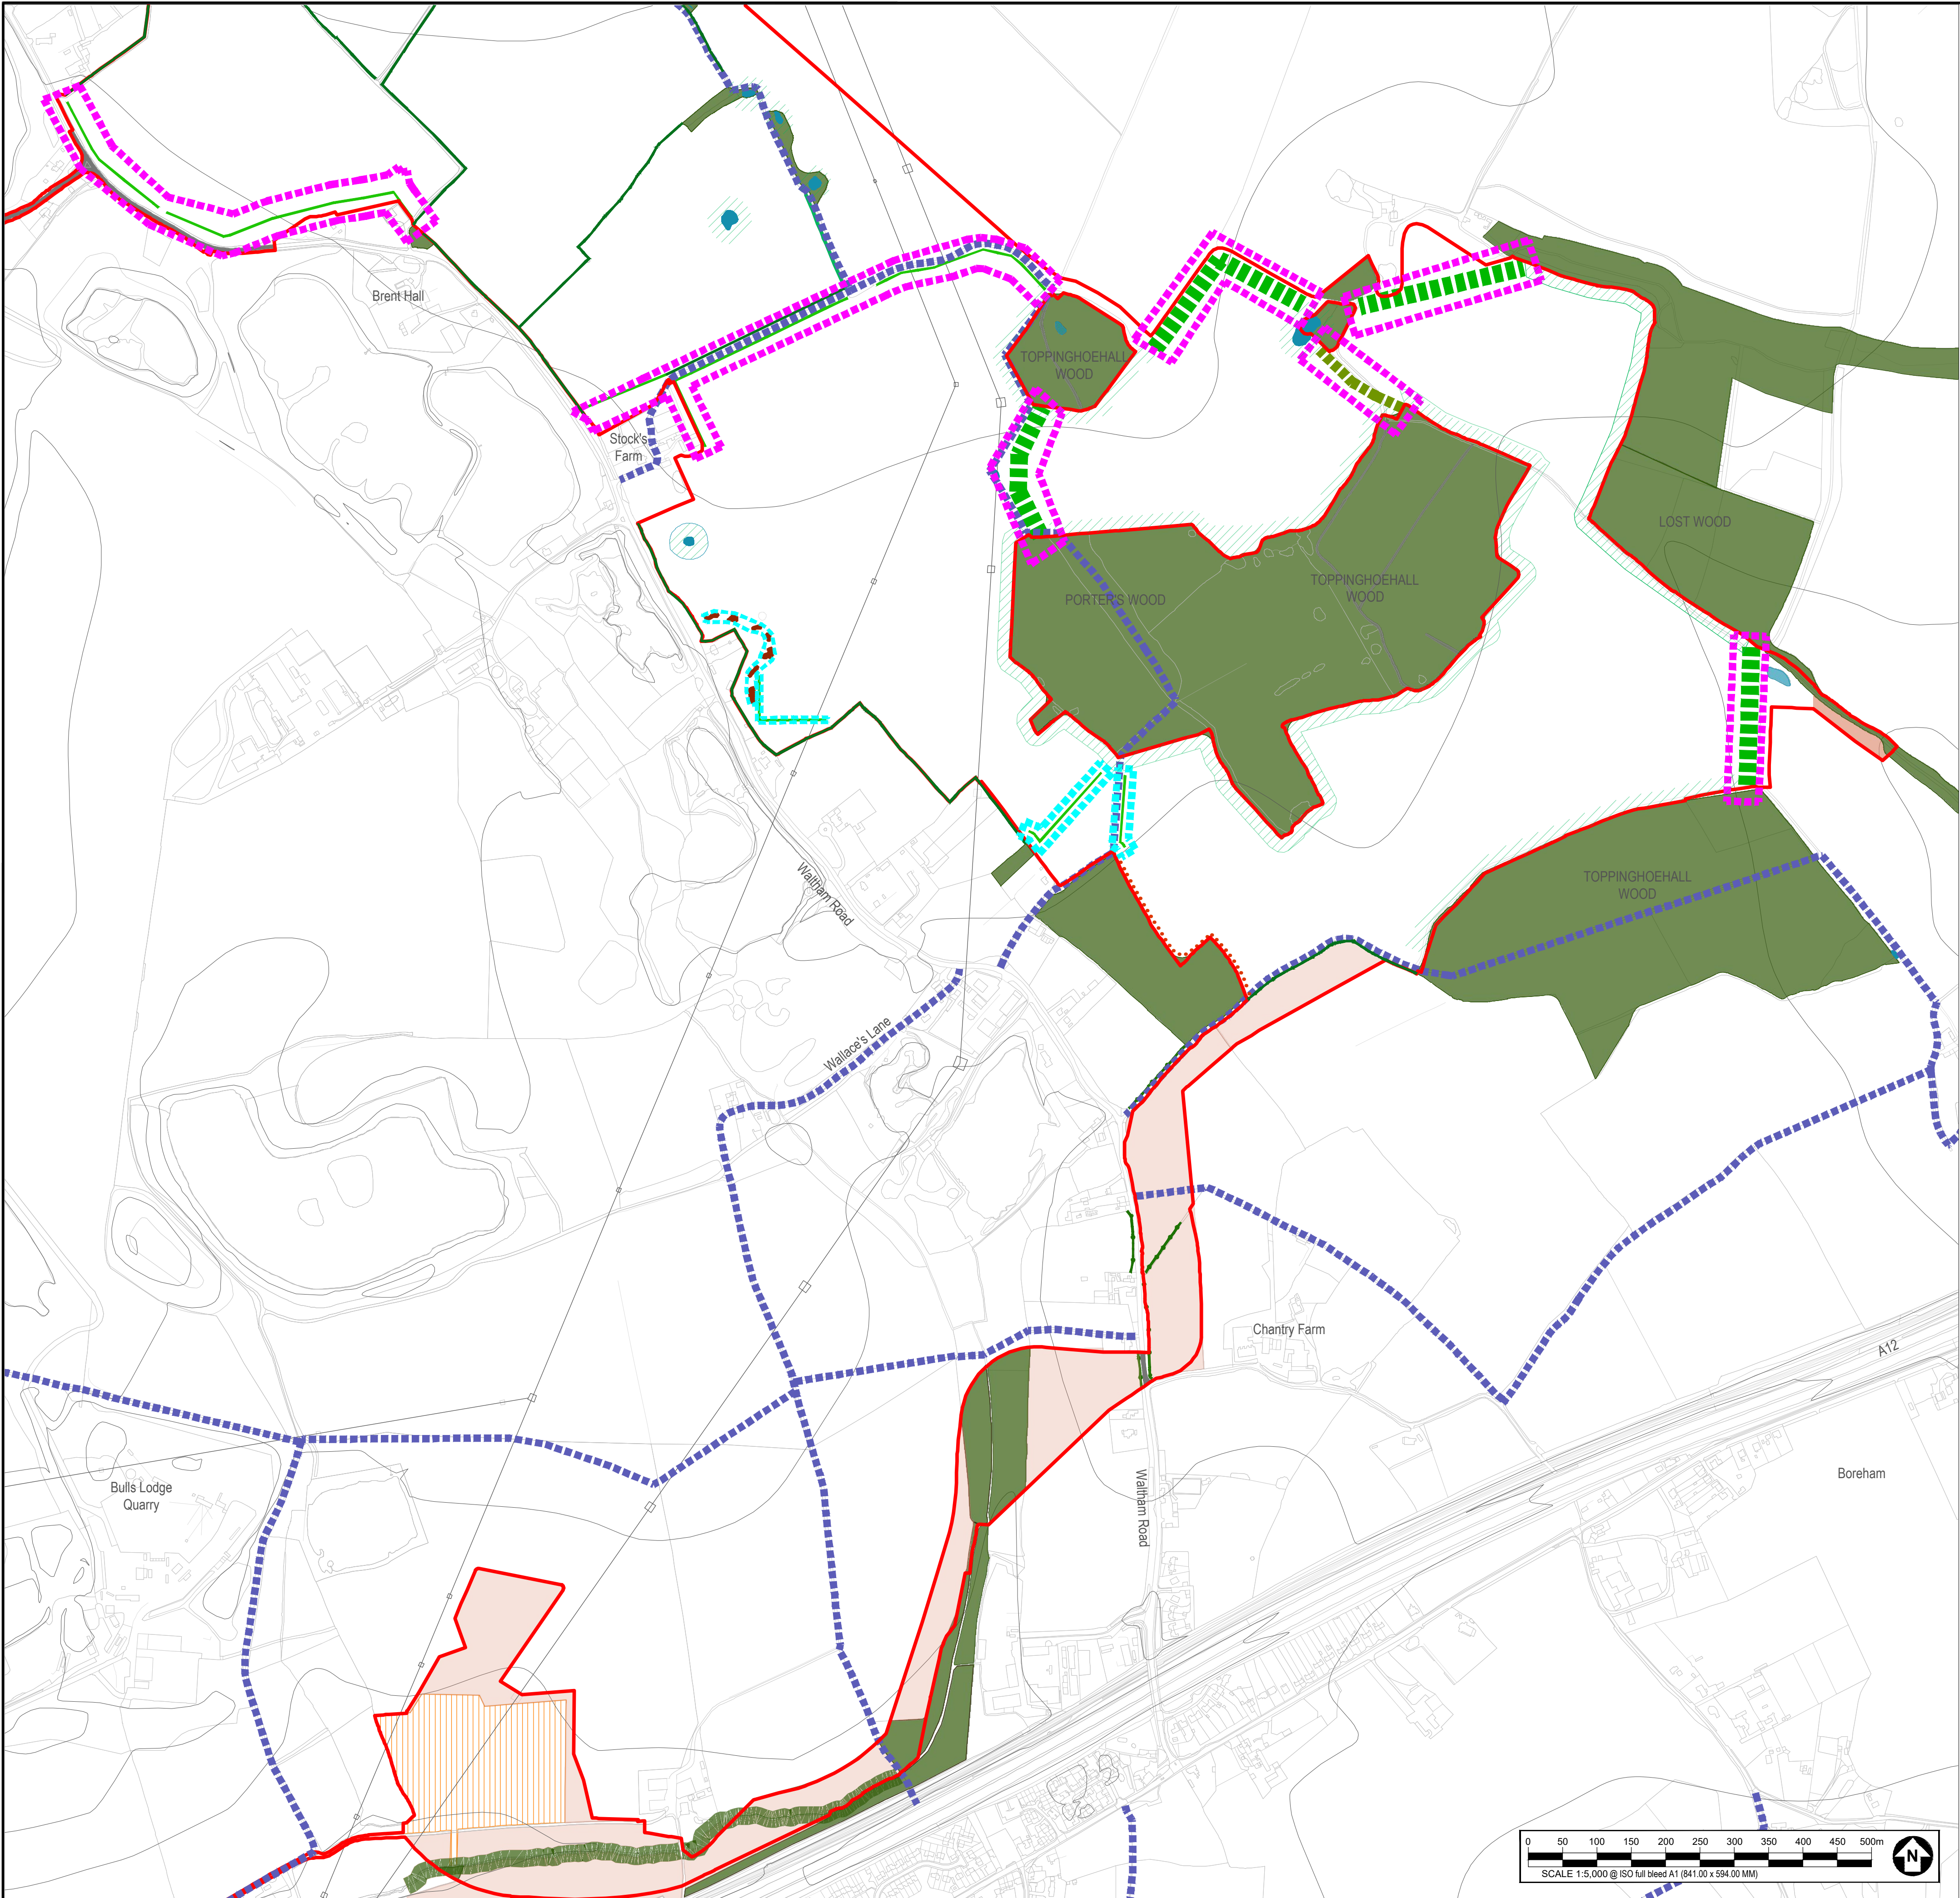 Brent Hall
TOPPINGHOEHALL
WOOD
Stock's
Farm
LOST WOOD
TOPPINGHOEHALL
WOOD
PORTER'S WOOD
Waltham Road
TOPPINGHOEHALL
WOOD
Wallace's Lane
Chantry Farm
A12
Bulls Lodge
Quarry
Waltham Road
Boreham
0 50 100 150 200 250 300 350 400 450 500m
SCALE 1:5,000 @ ISO full bleed A1 (841.00 x 594.00 MM)
N